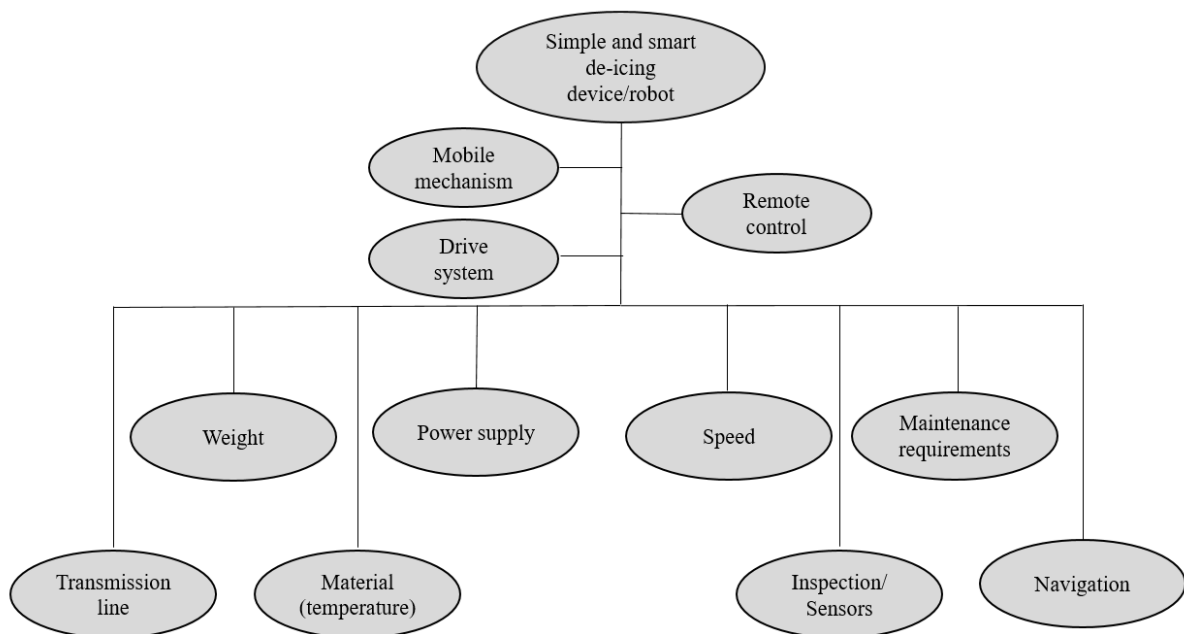 Simple and smart
de-icing
device/robot
Mobile
mechanism
Remote
control
Drive
system
Weight
Power supply
Speed
Maintenance
requirements
Transmission
line
Material
(temperature)
Inspection/
Sensors
Navigation